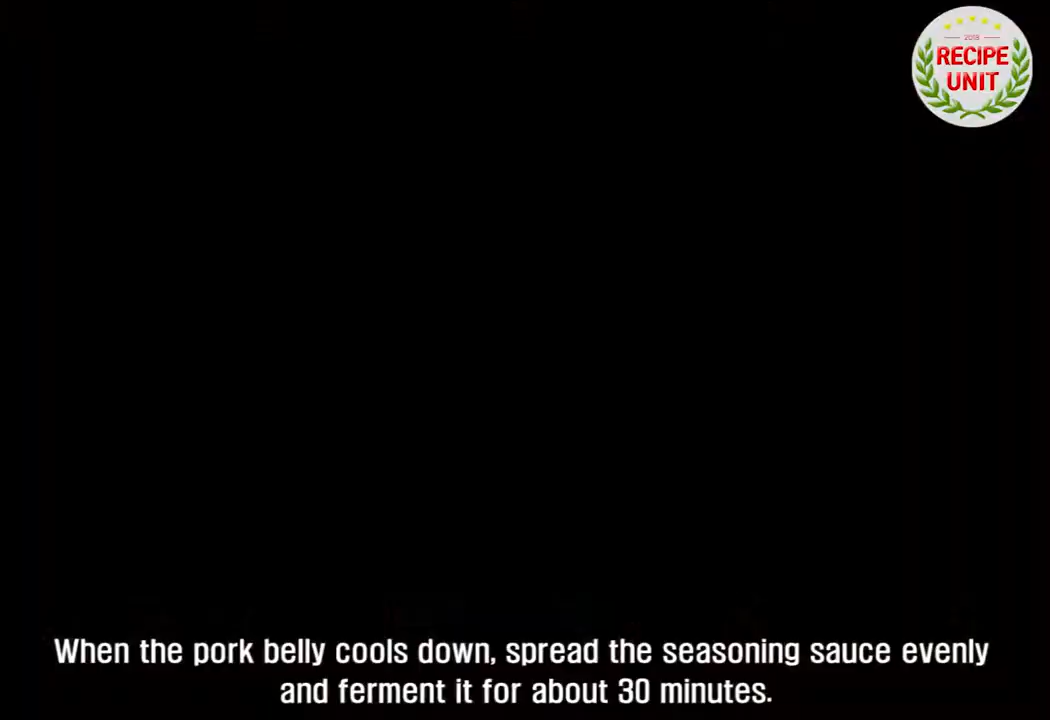 2019
RECIPE
UNIT
When the pork belly cools down, spread the seasoning sauce evenly
and ferment it for about 30 minutes.